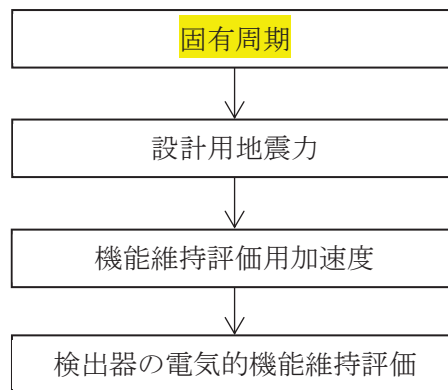 固有周期
設計用地震力
機能維持評価用加速度
検出器の電気的機能維持評価